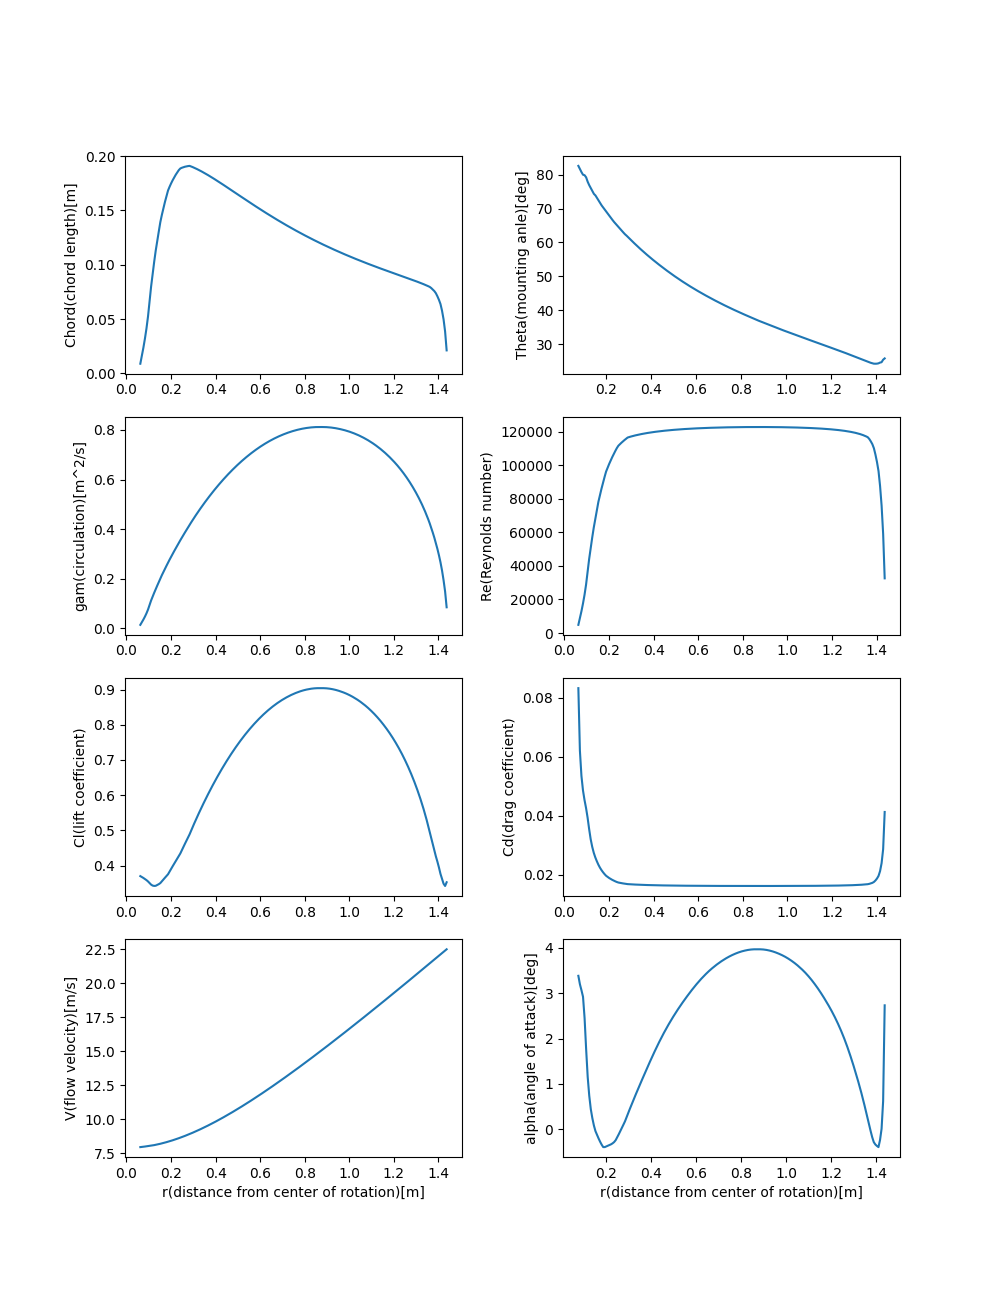 Chord(chord length)[m]
0.20
0.15
0.10
0.05
0.00
0.0 0.2 0.4 0.6 0.8 1.0 1.2 1.4
Theta(mounting anle)[deg]
80
70
60
50
40
30
0.2 0.4 0.6 0.8 1.0 1.2 1.4
gam(circulation)[m^2/s]
0.8
0.6
0.4
0.2
0.0
0.0 0.2 0.4 0.6 0.8 1.0 1.2 1.4
Re(Reynolds number)
120000
100000
80000
60000
40000
20000
0
0.0 0.2 0.4 0.6 0.8 1.0 1.2 1.4
Cl(lift coefficient)
0.9
0.8
0.7
0.6
0.5
0.4
0.0 0.2 0.4 0.6 0.8 1.0 1.2 1.4
Cd(drag coefficient)
0.08
0.06
0.04
0.02
0.0 0.2 0.4 0.6 0.8 1.0 1.2 1.4
V(flow velocity)[m/s]
22.5
20.0
17.5
15.0
12.5
10.0
7.5
0.0 0.2 0.4 0.6 0.8 1.0 1.2 1.4
r(distance from center of rotation)[m]
alpha(angle of attack)[deg]
4
3
2
1
0
0.2 0.4 0.6 0.8 1.0 1.2 1.4
r(distance from center of rotation)[m]